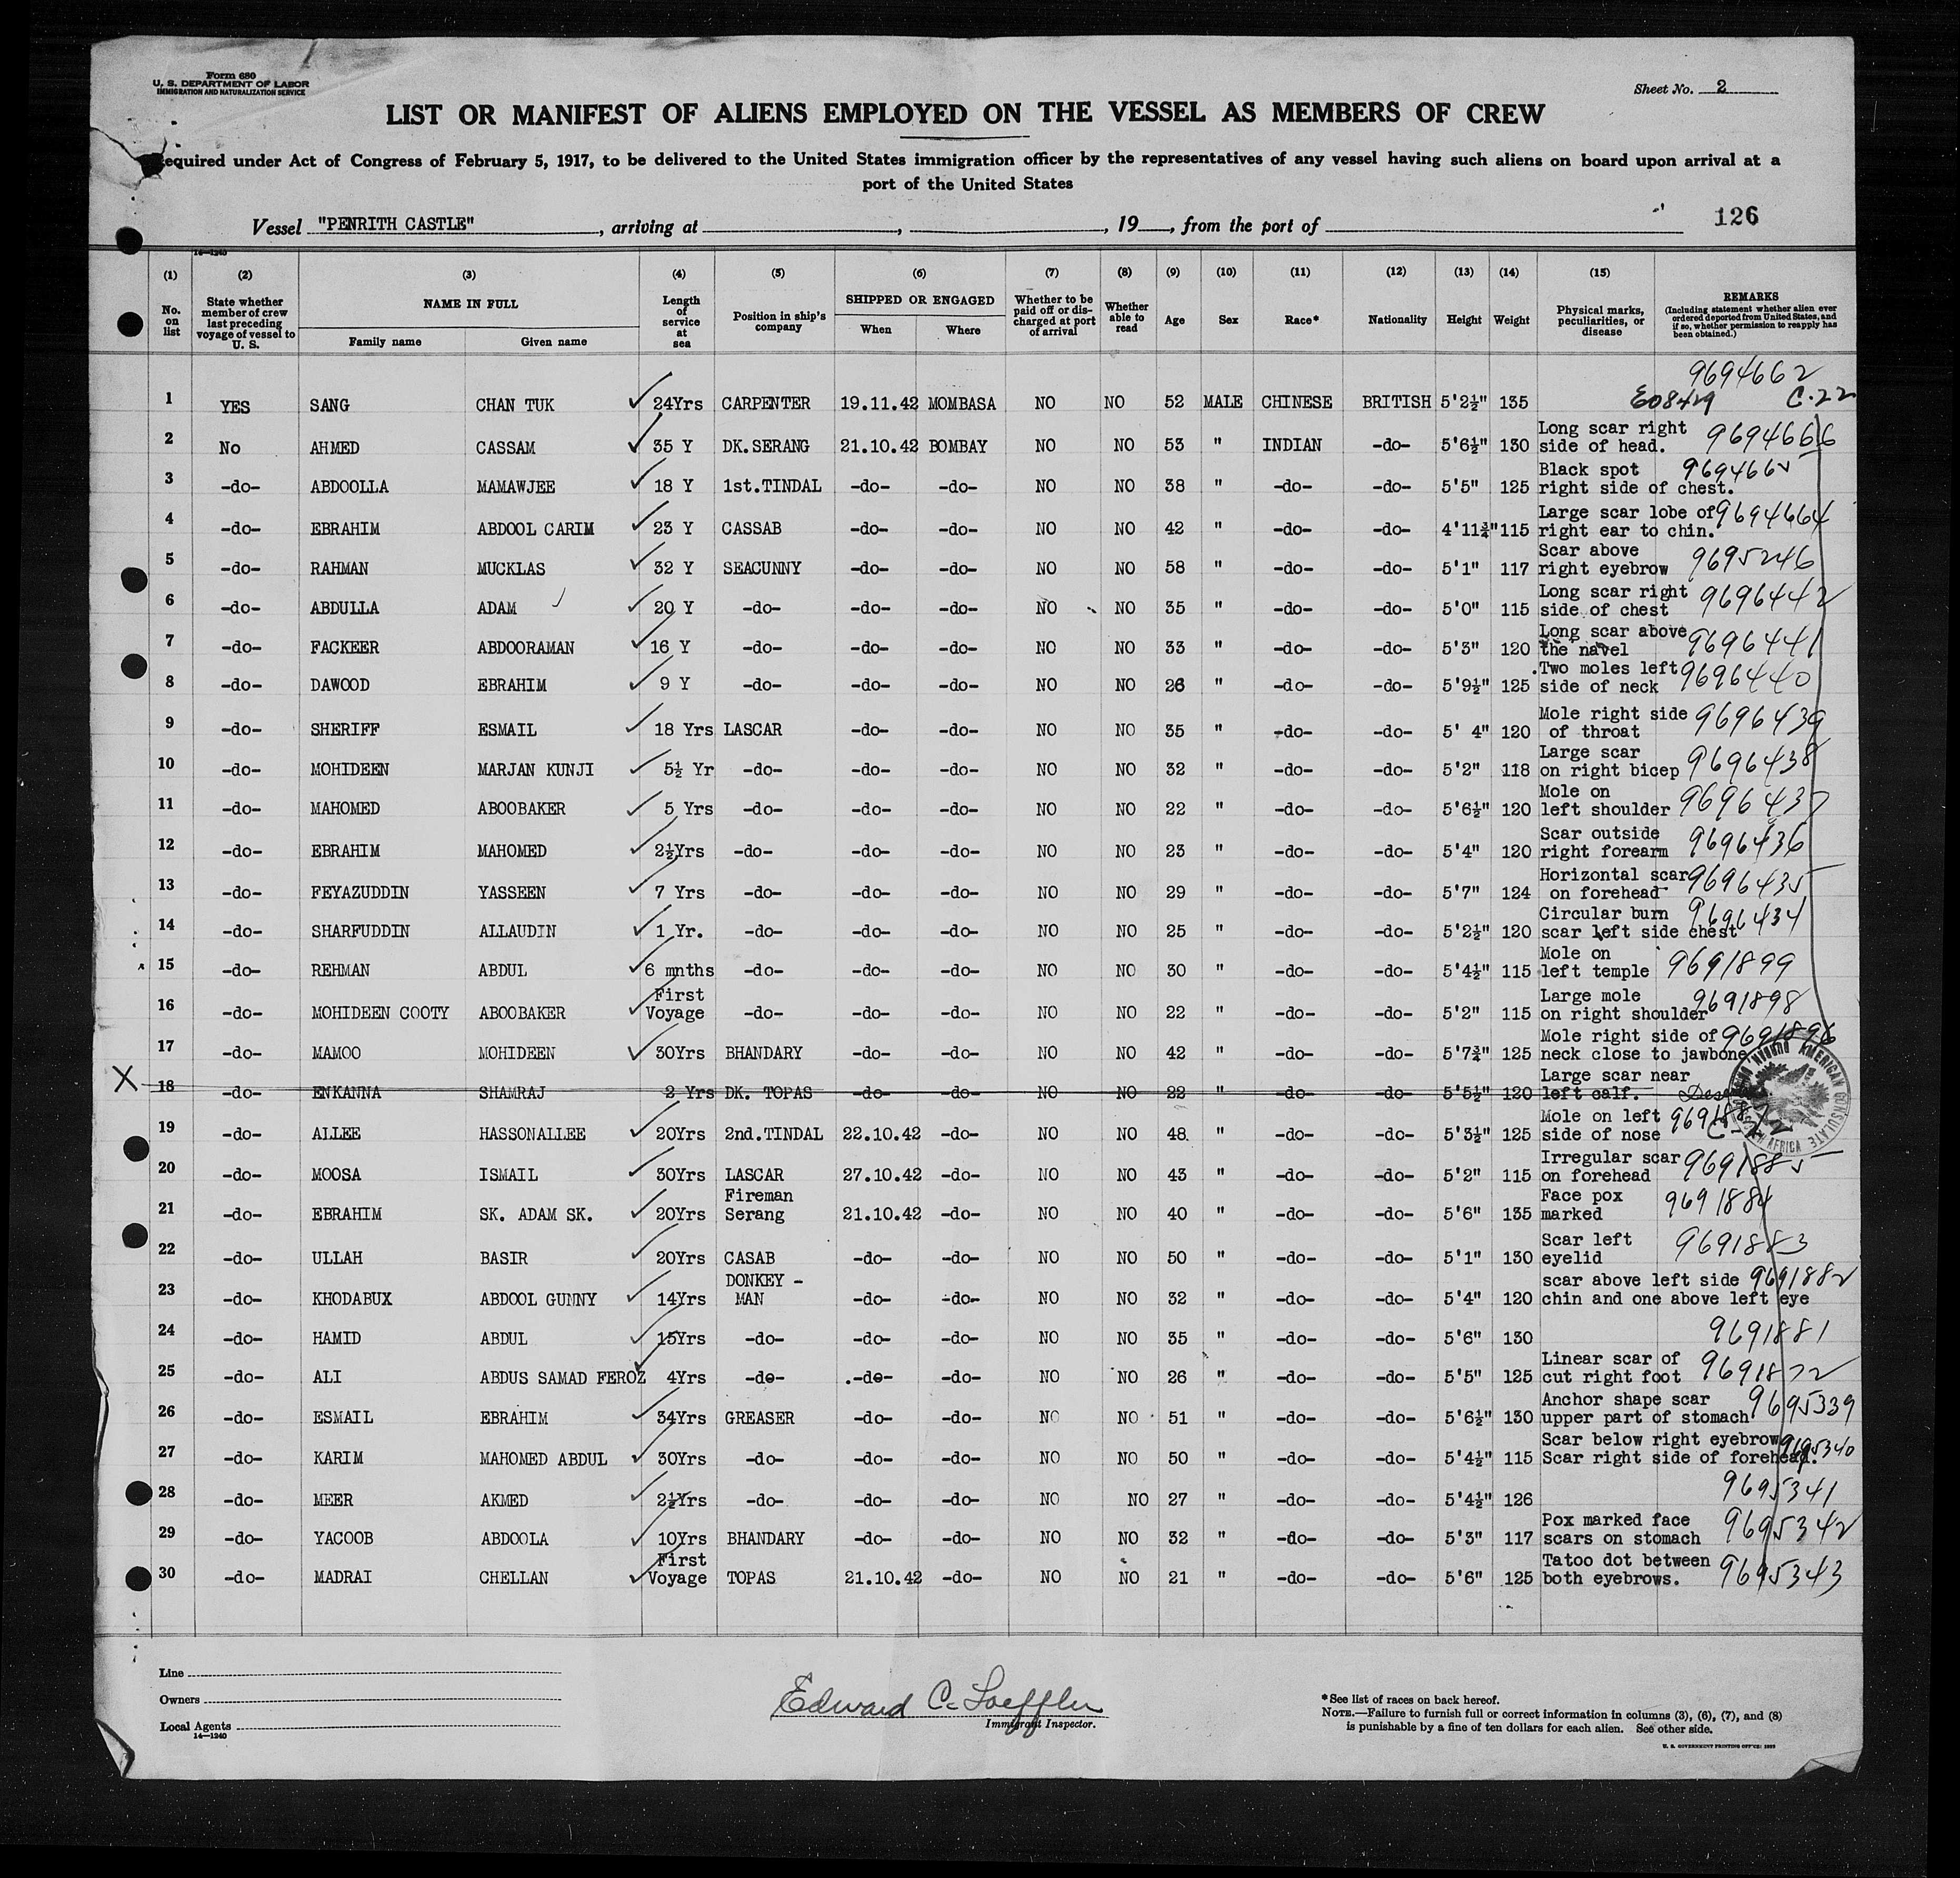 Form 680
U. S. DEPARTMENT OF LABOR
IMMIGRATION AND NATURALIZATION SERVICE
Sheet No. 2
LIST OR MANIFEST OF ALIENS EMPLOYED ON THE VESSEL AS MEMBERS OF CREW
equired under Act of Congress of February 5, 1917, to be delivered to the United States immigration officer by the representatives of any vessel having such aliens on board upon arrival at a
port of the United States
Vessel "PENRITH CASTLE", arriving at , , 19 , from the port of 126
14—1240
(1) (2) (3) (4) (5) (6) (7) (8) (9) (10) (11) (12) (13) (14) (15)
No. on list State whether member of crew last preceding voyage of vessel to U. S. NAME IN FULL Family name Given name Length of service at sea Position in ship's company SHIPPED OR ENGAGED When Where Whether to be paid off or discharged at port of arrival Whether able to read Age Sex Race* Nationality Height Weight Physical marks, peculiarities, or disease REMARKS (Including statement whether alien ever ordered deported from United States, and if so, whether permission to reapply has been obtained.)
9694662
1 YES SANG CHAN TUK 24Yrs CARPENTER 19.11.42 MOMBASA NO NO 52 MALE CHINESE BRITISH 5'2½" 135 E0849 C.22
2 No AHMED CASSAM 35 Y DK.SERANG 21.10.42 BOMBAY NO NO 53 " INDIAN -do- 5'6½" 130 Long scar right side of head. 9694666
3 -do- ABDOOLLA MAMAWJEE 18 Y 1st.TINDAL -do- -do- NO NO 38 " -do- -do- 5'5" 125 Black spot right side of chest. 9694665
4 -do- EBRAHIM ABDOOL CARIM 23 Y CASSAB -do- -do- NO NO 42 " -do- -do- 4'11¾" 115 Large scar lobe of right ear to chin. 9694664
5 -do- RAHMAN MUCKLAS 32 Y SEACUNNY -do- -do- NO NO 58 " -do- -do- 5'1" 117 Scar above right eyebrow 9695246
6 -do- ABDULLA ADAM 20 Y -do- -do- -do- NO NO 35 " -do- -do- 5'0" 115 Long scar right side of chest 9696442
7 -do- FACKEER ABDOORAMAN 16 Y -do- -do- -do- NO NO 33 " -do- -do- 5'3" 120 Long scar above the navel 9696441
8 -do- DAWOOD EBRAHIM 9 Y -do- -do- -do- NO NO 26 " -do- -do- 5'9½" 125 Two moles left side of neck 9696440
9 -do- SHERIFF ESMAIL 18 Yrs LASCAR -do- -do- NO NO 35 " -do- -do- 5' 4" 120 Mole right side of throat 9696439
10 -do- MOHIDEEN MARJAN KUNJI 5½ Yr -do- -do- -do- NO NO 32 " -do- -do- 5'2" 118 Large scar on right bicep 9696438
11 -do- MAHOMED ABOOBAKER 5 Yrs -do- -do- -do- NO NO 22 " -do- -do- 5'6½" 120 Mole on left shoulder 9696437
12 -do- EBRAHIM MAHOMED 2½Yrs -do- -do- -do- NO NO 23 " -do- -do- 5'4" 120 Scar outside right forearm 9696436
13 -do- FEYAZUDDIN YASSEEN 7 Yrs -do- -do- -do- NO NO 29 " -do- -do- 5'7" 124 Horizontal scar on forehead 9696435
14 -do- SHARFUDDIN ALLAUDIN 1 Yr. -do- -do- -do- NO NO 25 " -do- -do- 5'2½" 120 Circular burn scar left side chest 9696434
15 -do- REHMAN ABDUL 6 mnths -do- -do- -do- NO NO 30 " -do- -do- 5'4½" 115 Mole on left temple 9691899
16 -do- MOHIDEEN COOTY ABOOBAKER First Voyage -do- -do- -do- NO NO 22 " -do- -do- 5'2" 115 Large mole on right shoulder 9691898
17 -do- MAMOO MOHIDEEN 30Yrs BHANDARY -do- -do- NO NO 42 " -do- -do- 5'7¾" 125 Mole right side of neck close to jawbone 9691896
X 18 -do- ENKANNA SHAMRAJ 2 Yrs DK. TOPAS -do- -do- NO NO 22 " -do- -do- 5'5½" 120 Large scar near left calf.
AMERICAN CONSULATE
19 -do- ALLEE HASSONALLEE 20Yrs 2nd.TINDAL 22.10.42 -do- NO NO 48 " -do- -do- 5'3½" 125 Mole on left side of nose
20 -do- MOOSA ISMAIL 30Yrs LASCAR 27.10.42 -do- NO NO 43 " -do- -do- 5'2" 115 Irregular scar on forehead 9691885
21 -do- EBRAHIM SK. ADAM SK. 20Yrs Fireman Serang 21.10.42 -do- NO NO 40 " -do- -do- 5'6" 135 Face pox marked 9691884
22 -do- ULLAH BASIR 20Yrs CASAB -do- -do- NO NO 50 " -do- -do- 5'1" 130 Scar left eyelid 9691883
23 -do- KHODABUX ABDOOL GUNNY 14Yrs DONKEY - MAN -do- -do- NO NO 32 " -do- -do- 5'4" 120 scar above left side chin and one above left eye 9691882
24 -do- HAMID ABDUL 15Yrs -do- -do- -do- NO NO 35 " -do- -do- 5'6" 130 9691881
25 -do- ALI ABDUS SAMAD FEROZ 4Yrs -do- -do- -do- NO NO 26 " -do- -do- 5'5" 125 Linear scar of cut right foot 9691872
26 -do- ESMAIL EBRAHIM 34Yrs GREASER -do- -do- NO NO 51 " -do- -do- 5'6½" 130 Anchor shape scar upper part of stomach 9695339
27 -do- KARIM MAHOMED ABDUL 30Yrs -do- -do- -do- NO NO 50 " -do- -do- 5'4½" 115 Scar below right eyebrow Scar right side of forehead. 9695340
28 -do- MEER AKMED 2½Yrs -do- -do- -do- NO NO 27 " -do- -do- 5'4½" 126 9695341
29 -do- YACOOB ABDOOLA 10Yrs BHANDARY -do- -do- NO NO 32 " -do- -do- 5'3" 117 Pox marked face scars on stomach 9695342
30 -do- MADRAI CHELLAN First Voyage TOPAS 21.10.42 -do- NO NO 21 " -do- -do- 5'6" 125 Tatoo dot between both eyebrows. 9695343
Line
Owners
Local Agents
14—1240
Edward C. Loeffler
Immigrant Inspector.
*See list of races on back hereof.
NOTE.—Failure to furnish full or correct information in columns (3), (6), (7), and (8)
is punishable by a fine of ten dollars for each alien. See other side.
U. S. GOVERNMENT PRINTING OFFICE: